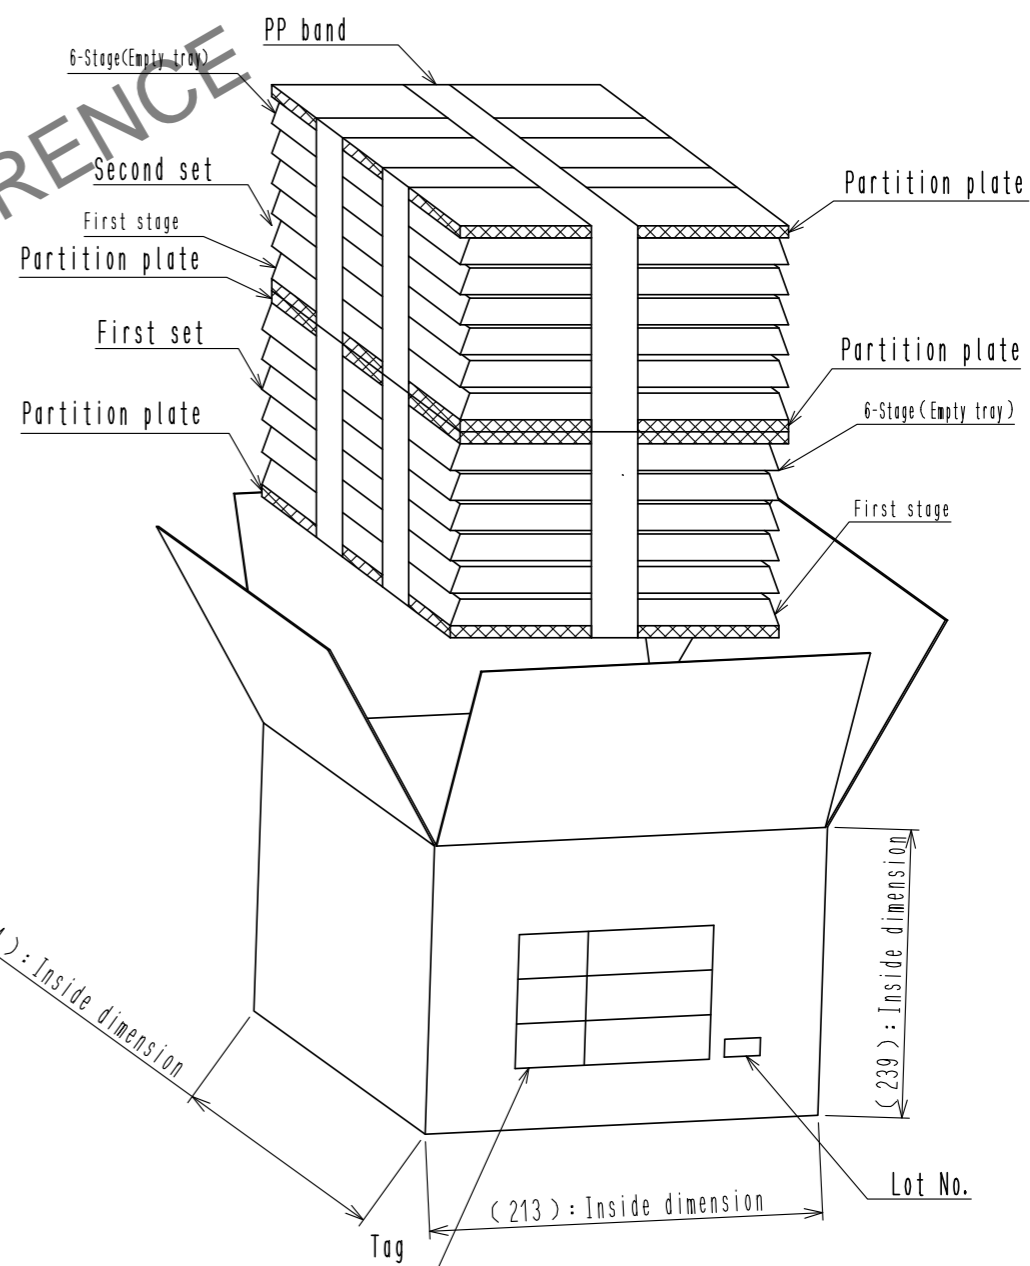 PP band
6-Stage(Empty tray)
RENCE
Second set
Partition plate
First stage
Partition plate
First set
Partition plate
6-Stage(Empty tray)
Partition plate
First stage
(239):Inside dimension
):Inside dimension
Lot No.
(213):Inside dimension
Tag